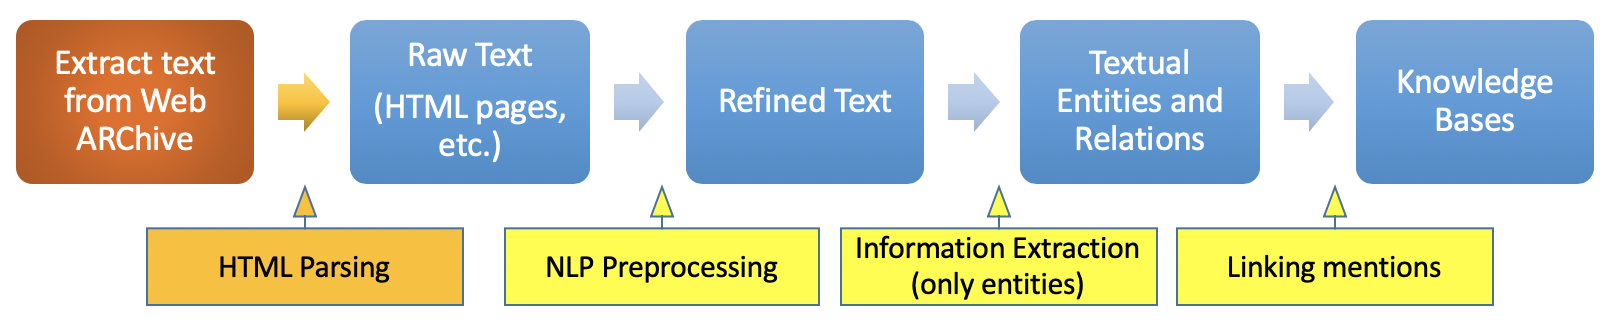 Extract text
from Web
ARChive
Raw Text
(HTML pages,
etc.)
Refined Text
Textual
Entities and
Relations
Knowledge
Bases
HTML Parsing
NLP Preprocessing
Information Extraction
(only entities)
Linking mentions